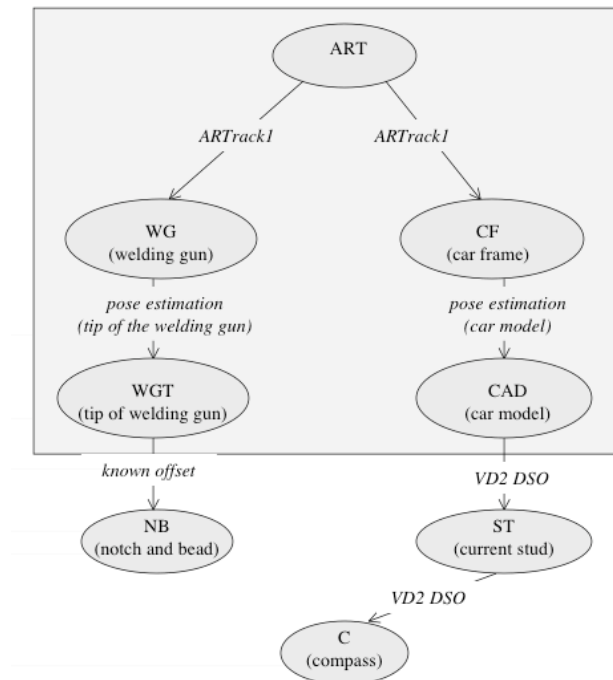 ART
ARTrack1
ARTrack1
WG
(welding gun)
CF
(car frame)
pose estimation
(tip of the welding gun)
pose estimation
(car model)
WGT
(tip of welding gun)
CAD
(car model)
known offset
VD2 DSO
NB
(notch and bead)
ST
(current stud)
VD2 DSO
C
(compass)